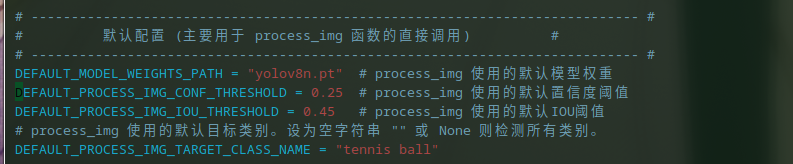 # ---------------------------------------------------------------------------- #
#          默认配置 (主要用于 process_img 函数的直接调用)          #
# ---------------------------------------------------------------------------- #
DEFAULT_MODEL_WEIGHTS_PATH = "yolov8n.pt"  # process_img 使用的默认模型权重
DEFAULT_PROCESS_IMG_CONF_THRESHOLD = 0.25  # process_img 使用的默认置信度阈值
DEFAULT_PROCESS_IMG_IOU_THRESHOLD = 0.45   # process_img 使用的默认IOU阈值
# process_img 使用的默认目标类别。设为空字符串 "" 或 None 则检测所有类别。
DEFAULT_PROCESS_IMG_TARGET_CLASS_NAME = "tennis ball"